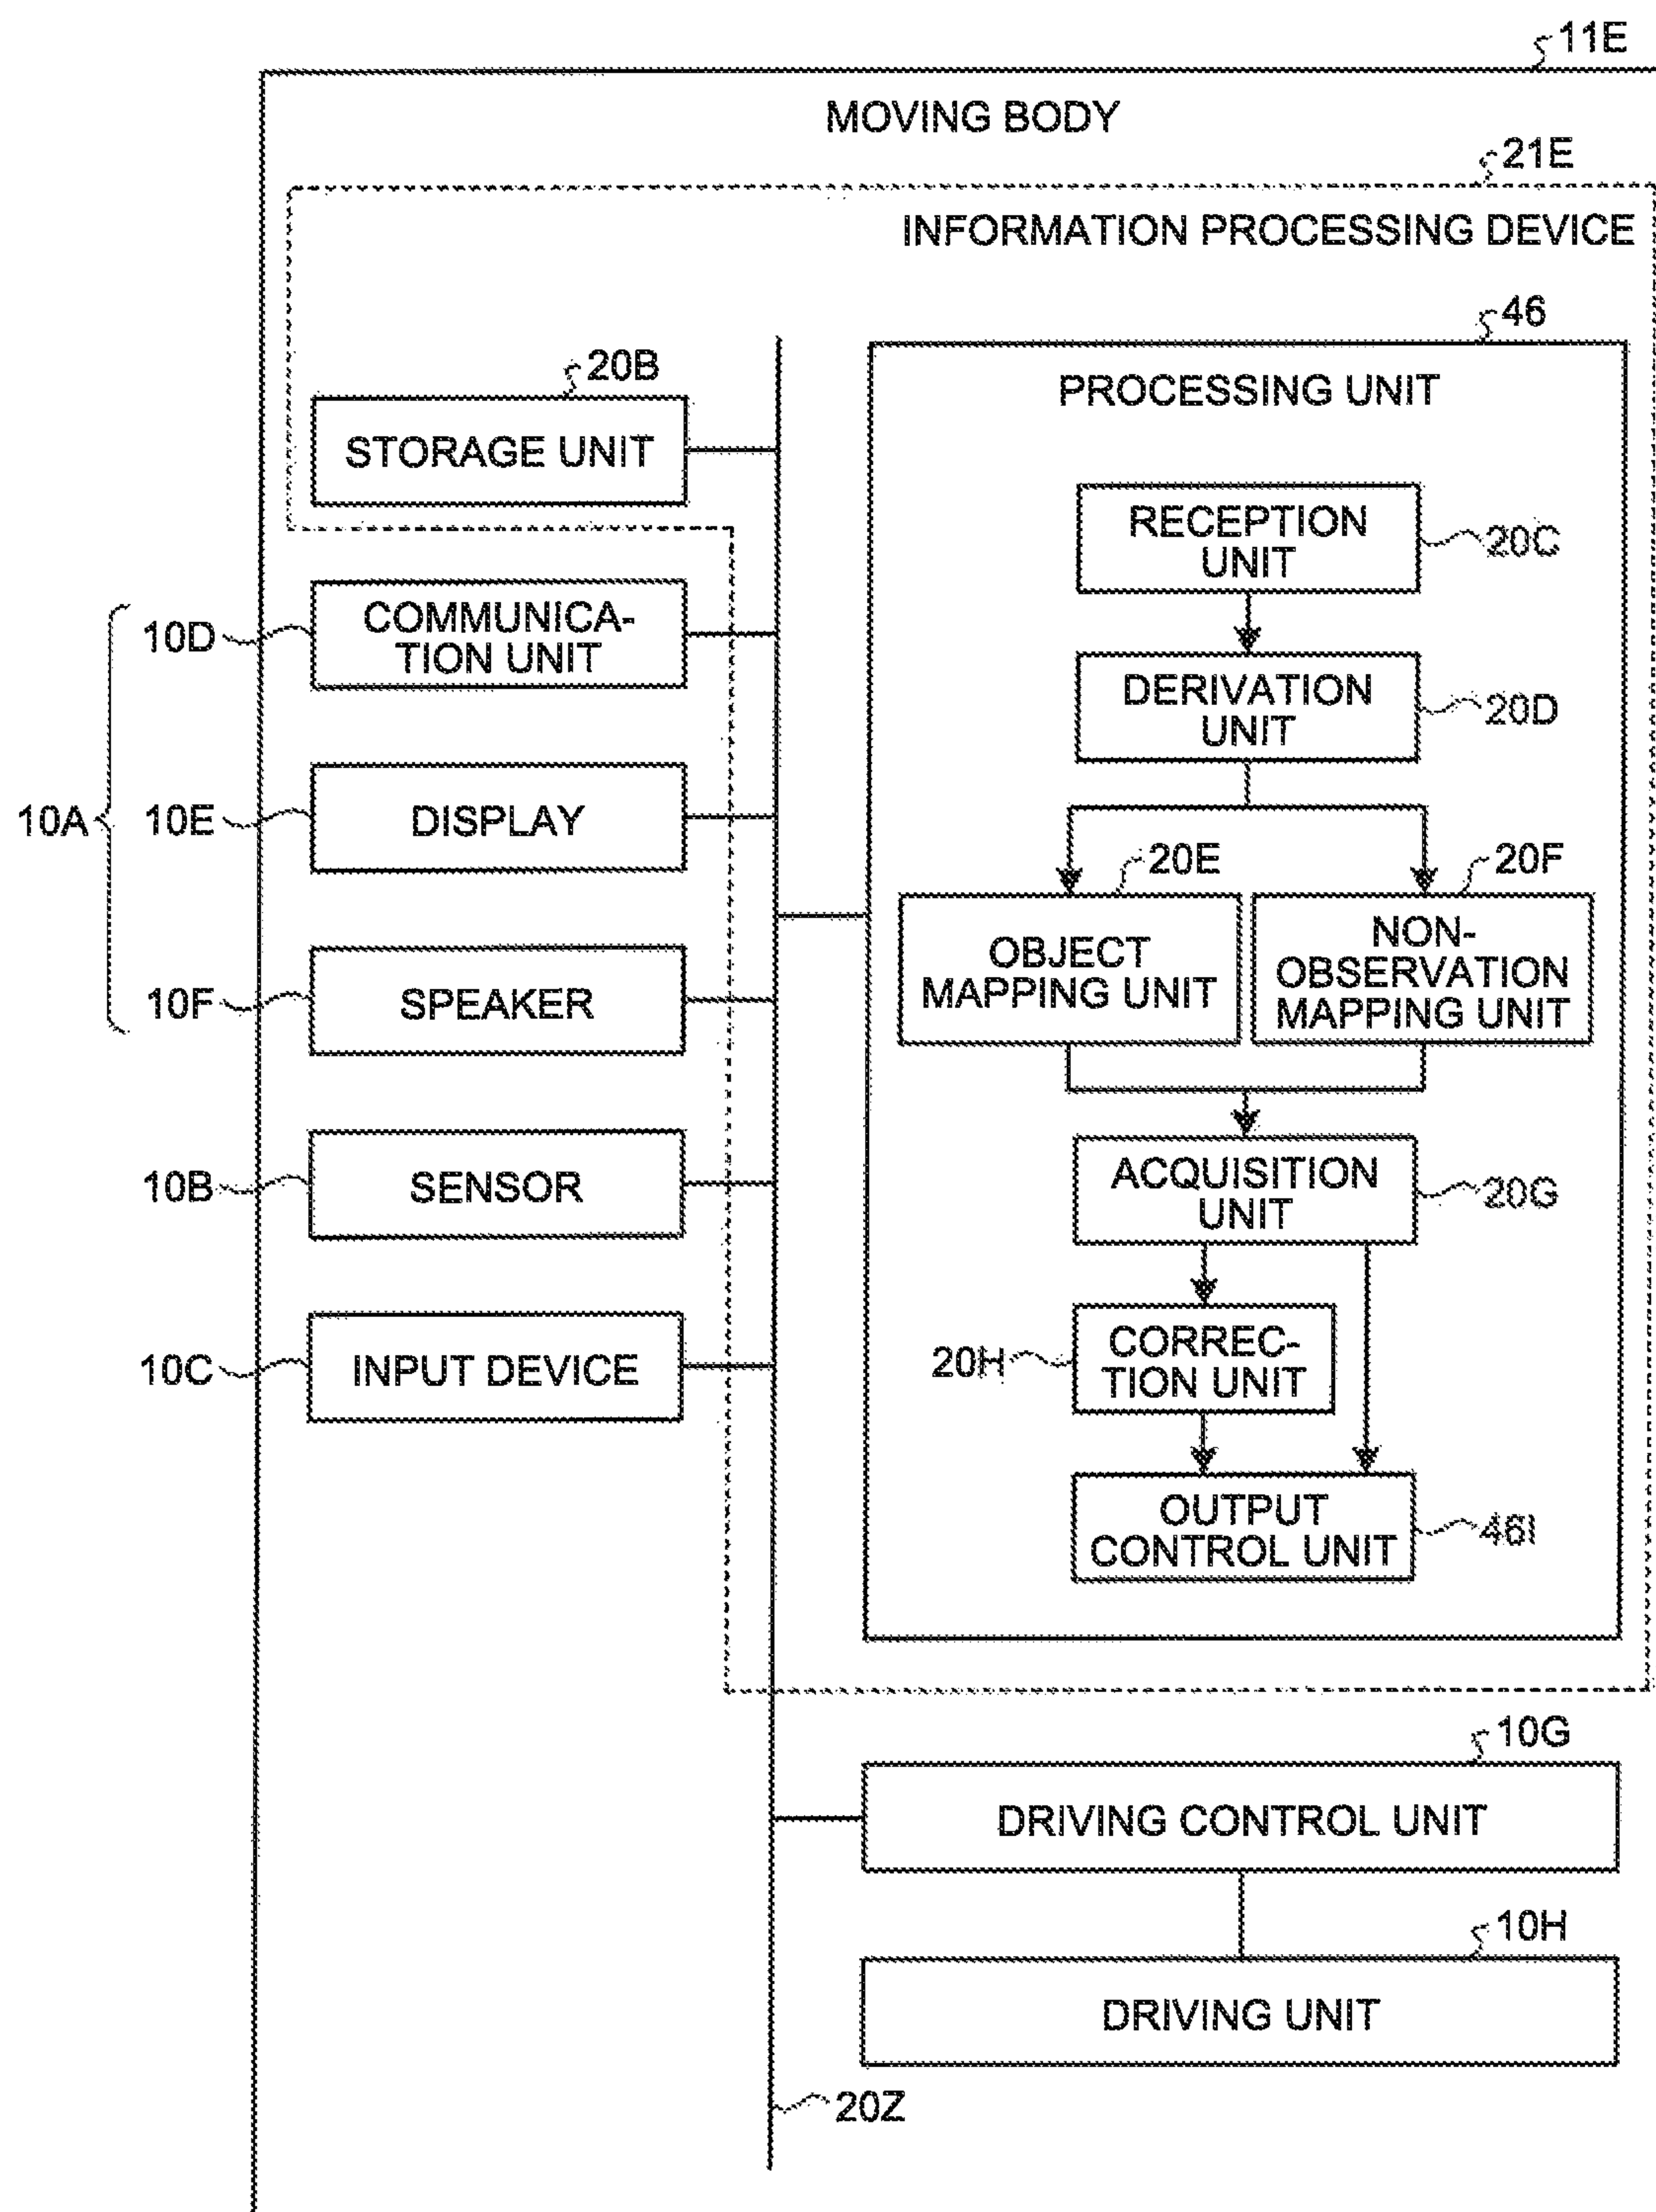 11E
MOVING BODY
21E
INFORMATION PROCESSING DEVICE
46
PROCESSING UNIT
20B
STORAGE UNIT
RECEPTION
UNIT
20C
10D
COMMUNICA-
TION UNIT
DERIVATION
UNIT
20D
10A
10E
DISPLAY
20E
20F
OBJECT
MAPPING UNIT
NON-
OBSERVATION
MAPPING UNIT
10F
SPEAKER
10B
SENSOR
ACQUISITION
UNIT
20G
10C
INPUT DEVICE
20H
CORREC-
TION UNIT
OUTPUT
CONTROL UNIT
46I
10G
DRIVING CONTROL UNIT
10H
DRIVING UNIT
20Z